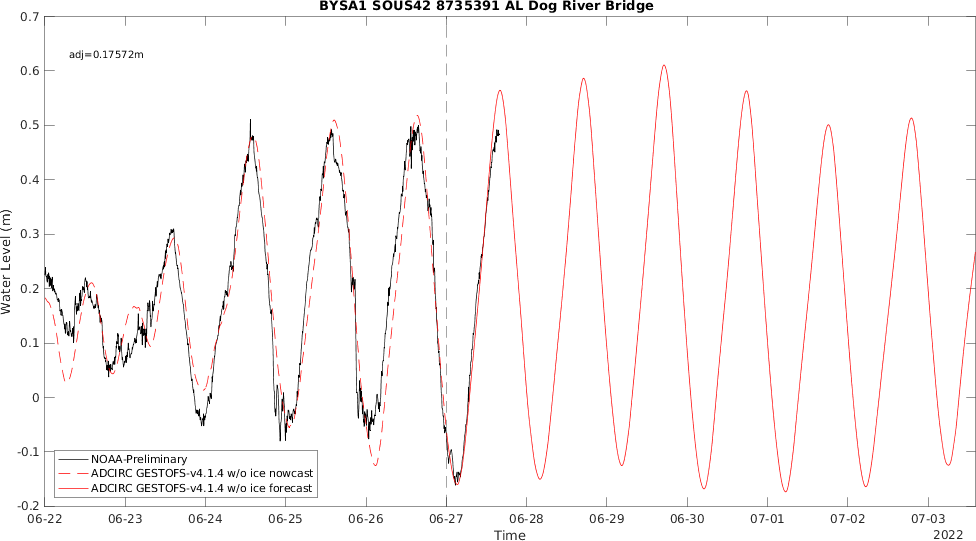 BYSA1 SOUS42 8735391 AL Dog River Bridge
adj=0.17572m
0.7
0.6
0.5
0.4
0.3
0.2
0.1
0
-0.1
-0.2
Water Level (m)
NOAA-Preliminary
ADCIRC GESTOFS-v4.1.4 w/o ice nowcast
ADCIRC GESTOFS-v4.1.4 w/o ice forecast
06-22 06-23 06-24 06-25 06-26 06-27 06-28 06-29 06-30 07-01 07-02 07-03
Time
2022